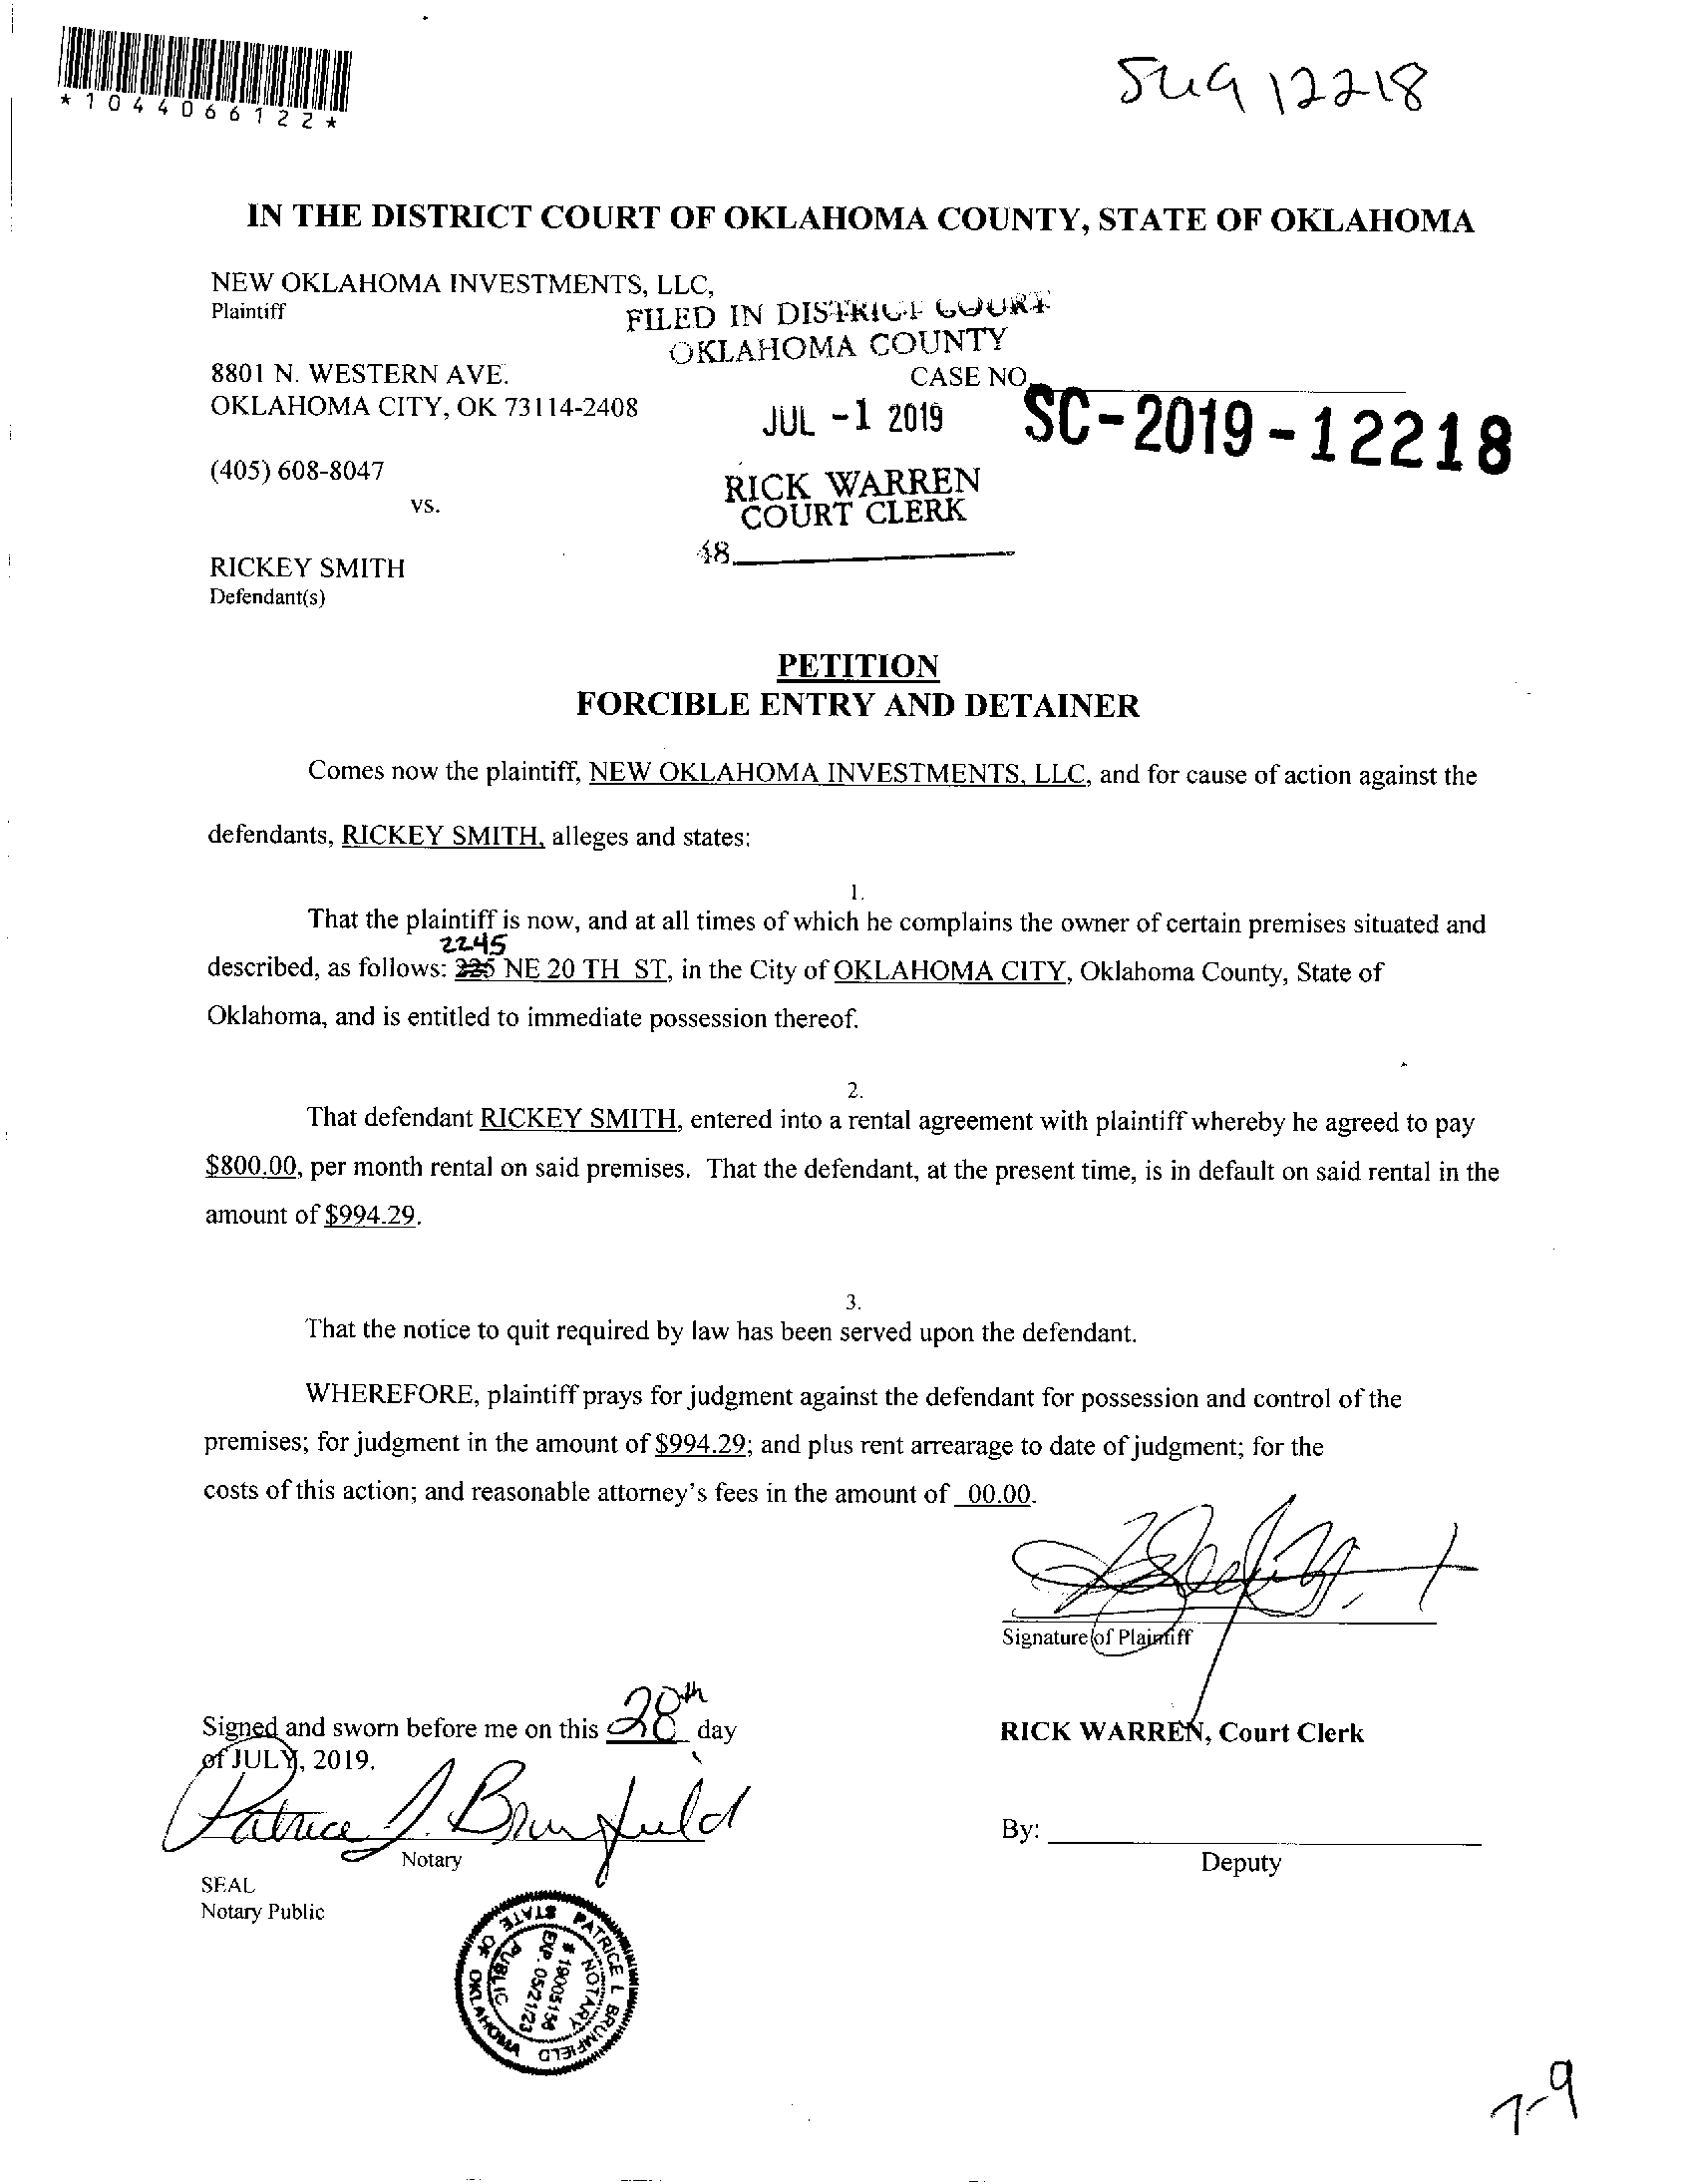 *1044066122*
SC19 12218
IN THE DISTRICT COURT OF OKLAHOMA COUNTY, STATE OF OKLAHOMA
NEW OKLAHOMA INVESTMENTS, LLC,
Plaintiff
FILED IN DISTRICT COURT
OKLAHOMA COUNTY
8801 N. WESTERN AVE.
CASE NO.
OKLAHOMA CITY, OK 73114-2408
JUL -1 2019
SC-2019-12218
(405) 608-8047
RICK WARREN
vs.
COURT CLERK
48
RICKEY SMITH
Defendant(s)
PETITION
FORCIBLE ENTRY AND DETAINER
Comes now the plaintiff, NEW OKLAHOMA INVESTMENTS, LLC, and for cause of action against the
defendants, RICKEY SMITH, alleges and states:
1.
That the plaintiff is now, and at all times of which he complains the owner of certain premises situated and
2245
described, as follows: 225 NE 20 TH ST, in the City of OKLAHOMA CITY, Oklahoma County, State of
Oklahoma, and is entitled to immediate possession thereof.
2.
That defendant RICKEY SMITH, entered into a rental agreement with plaintiff whereby he agreed to pay
$800.00, per month rental on said premises. That the defendant, at the present time, is in default on said rental in the
amount of $994.29.
3.
That the notice to quit required by law has been served upon the defendant.
WHEREFORE, plaintiff prays for judgment against the defendant for possession and control of the
premises; for judgment in the amount of $994.29; and plus rent arrearage to date of judgment; for the
costs of this action; and reasonable attorney's fees in the amount of 00.00.
Signature of Plaintiff
Signed and sworn before me on this 28th day
of JULY, 2019.
RICK WARREN, Court Clerk
Patrice L. Brumfield
Notary
By:
Deputy
SEAL
Notary Public
PATRICE L BRUMFIELD
STATE OF OKLAHOMA
NOTARY
# 19005156
EXP. 05/21/23
PUBLIC
7-9